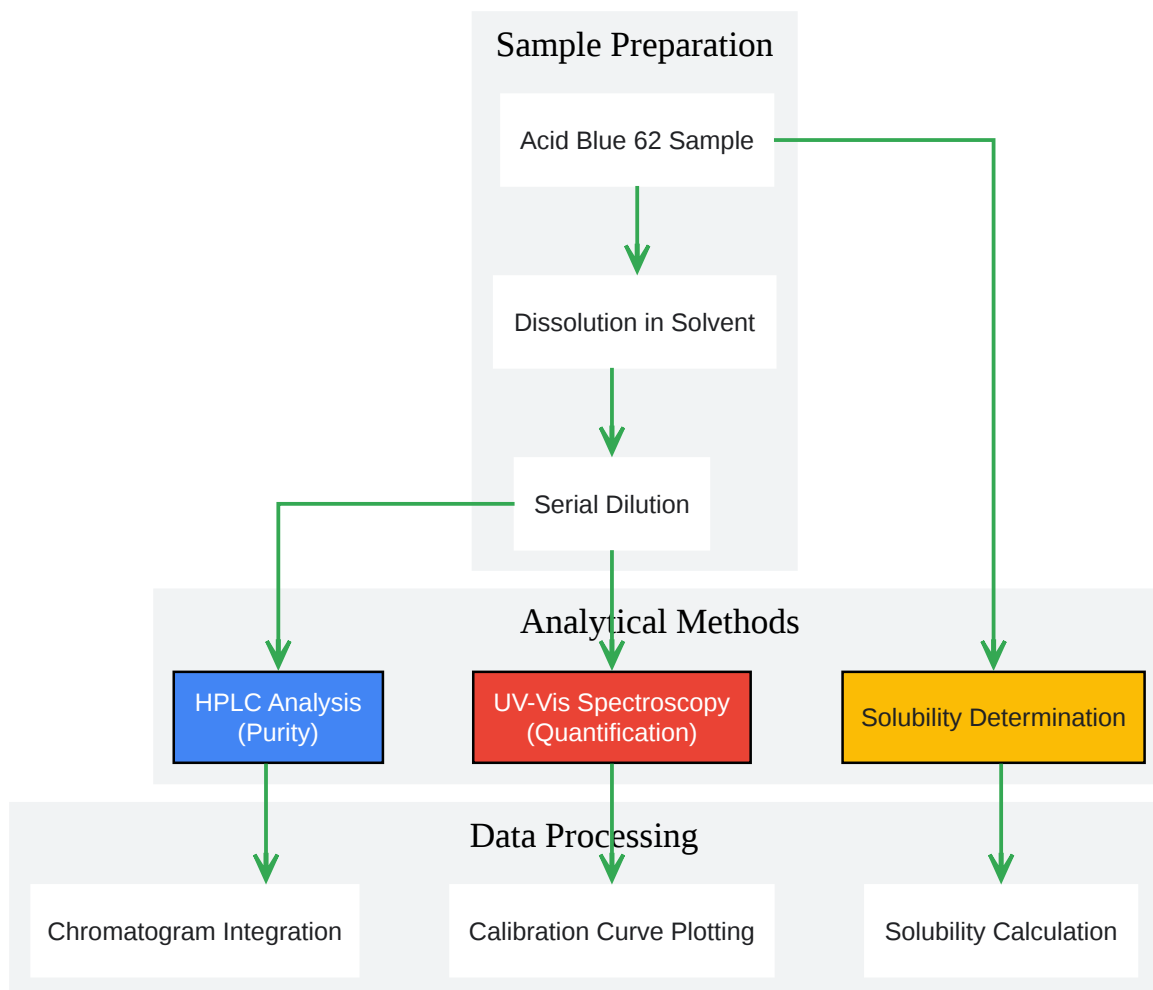 Sample Preparation
Acid Blue 62 Sample
Dissolution in Solvent
Serial Dilution
Analytical Methods
HPLC Analysis
(Purity)
UV-Vis Spectroscopy
(Quantification)
Solubility Determination
Data Processing
Chromatogram Integration
Calibration Curve Plotting
Solubility Calculation